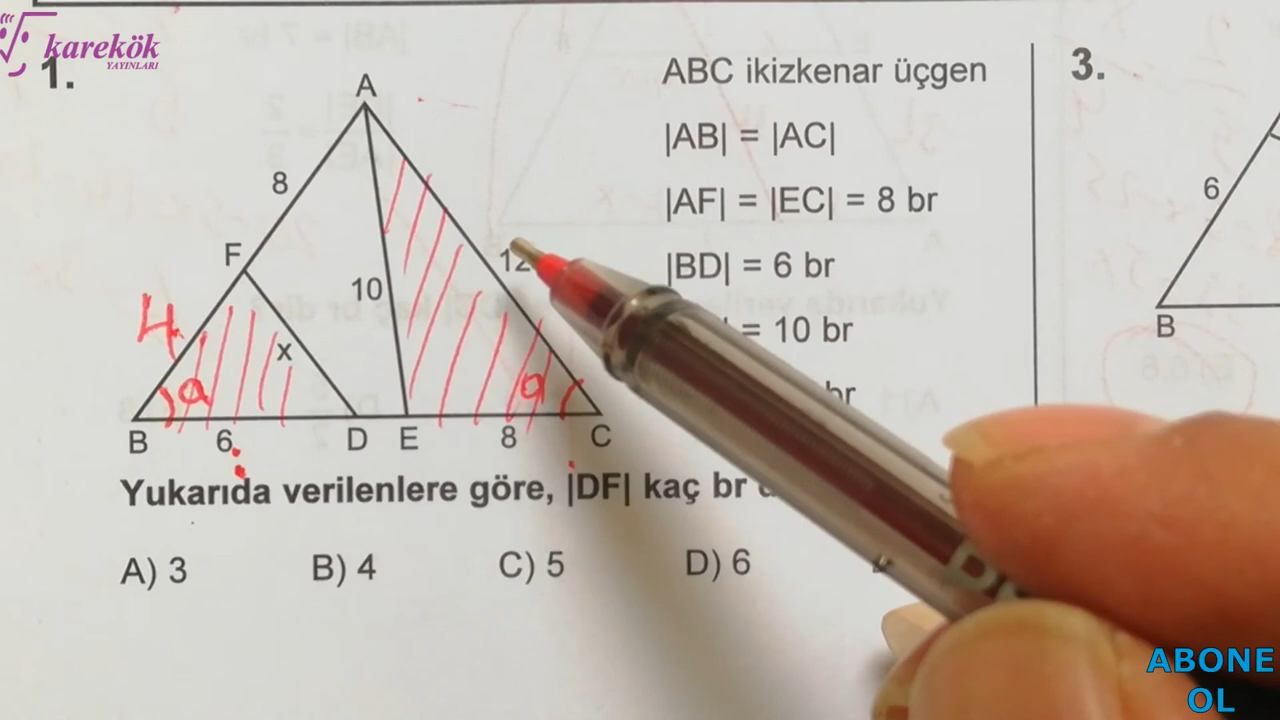 karekök
YAYINLARI
1.
ABC ikizkenar üçgen
|AB| = |AC|
|AF| = |EC| = 8 br
|BD| = 6 br
= 10 br
br
A
8
F
12
10
4
x
a
a
B
6
D
E
8
C
Yukarıda verilenlere göre, |DF| kaç br
A) 3 B) 4 C) 5 D) 6
3.
6
B
ABONE
OL